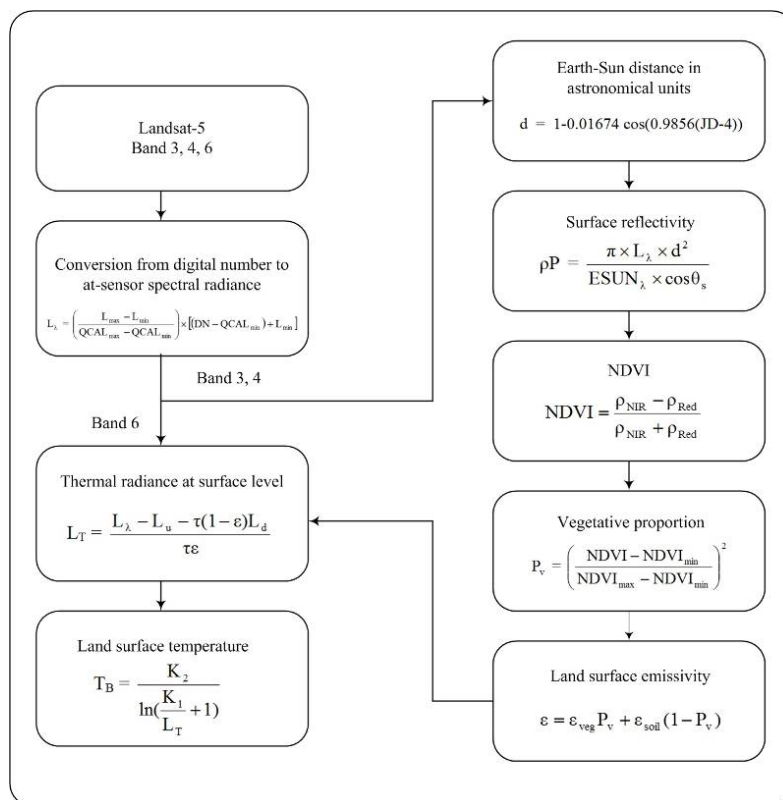 Landsat-5
Band 3, 4, 6
Conversion from digital number to
at-sensor spectral radiance
L_λ = ((L_max − L_min) / (QCAL_max − QCAL_min)) × [(DN − QCAL_min) + L_min]
Band 3, 4
Band 6
Thermal radiance at surface level
L_T = (L_λ − L_u − τ(1 − ε)L_d) / τε
Land surface temperature
T_B = K_2 / ln(K_1 / L_T + 1)
Earth-Sun distance in
astronomical units
d = 1-0.01674 cos(0.9856(JD-4))
Surface reflectivity
ρP = (π × L_λ × d^2) / (ESUN_λ × cosθ_s)
NDVI
NDVI = (ρ_NIR − ρ_Red) / (ρ_NIR + ρ_Red)
Vegetative proportion
P_v = ((NDVI − NDVI_min) / (NDVI_max − NDVI_min))^2
Land surface emissivity
ε = ε_veg P_v + ε_soil (1 − P_v)